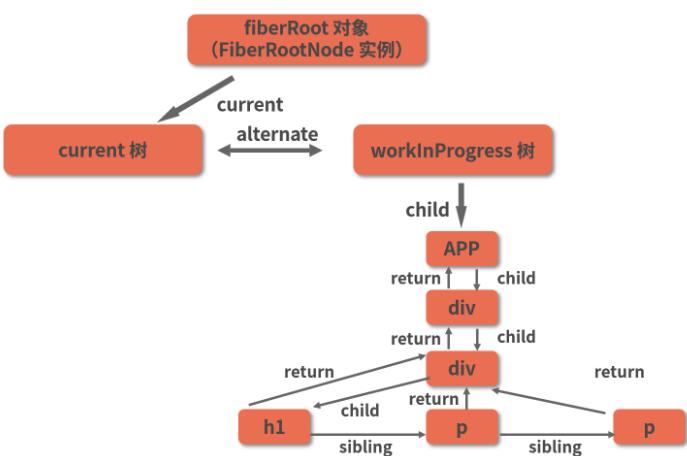 fiberRoot 对象
（FiberRootNode 实例）
current
alternate
current 树
workInProgress 树
child
APP
return
child
div
return
child
div
return
return
child
return
h1
p
p
sibling
sibling